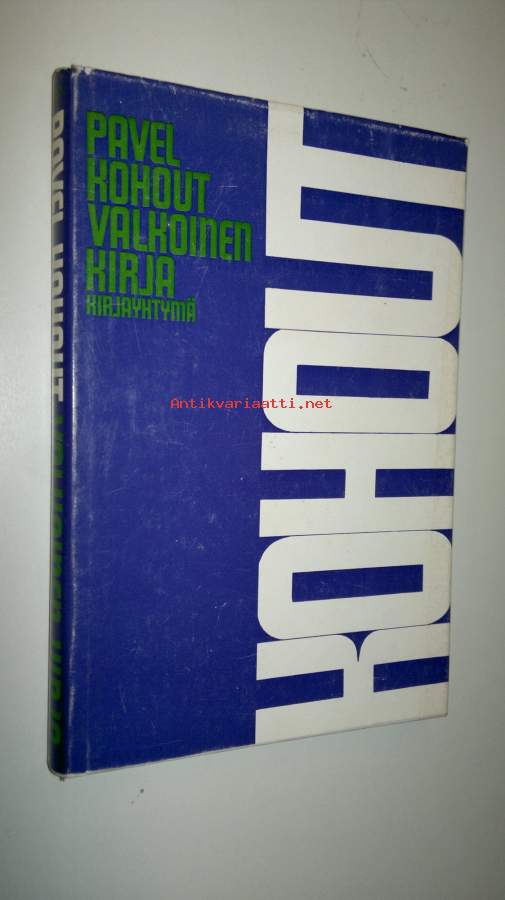 PAVEL
KOHOUT
VALKOINEN
KIRJA
KIRJAYHTYMÄ
KOHOUT
Antikvariaatti.net
PAVEL KOHOUT VALKOINEN KIRJA